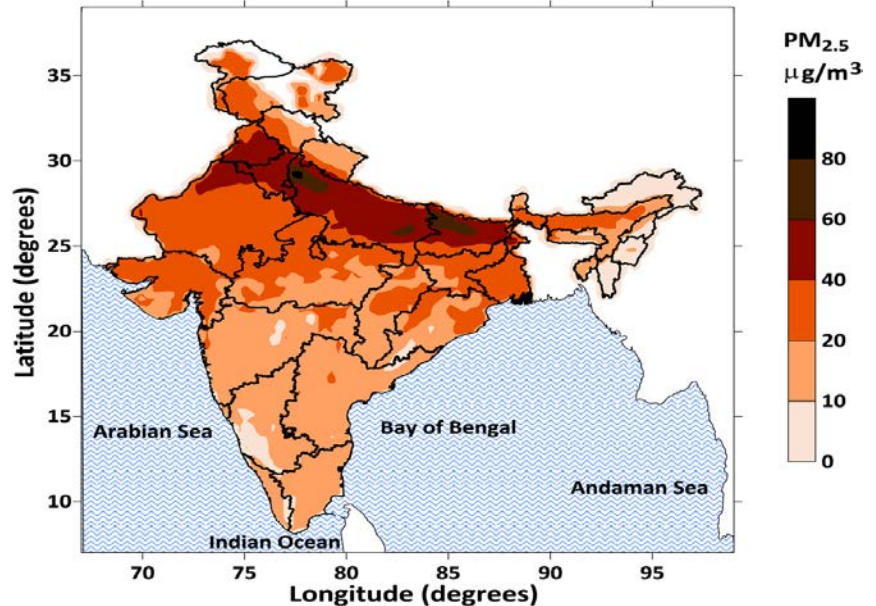 PM2.5
µg/m³
80
60
40
20
10
0
35
30
25
20
15
10
Latitude (degrees)
Arabian Sea
Bay of Bengal
Andaman Sea
Indian Ocean
70 75 80 85 90 95
Longitude (degrees)